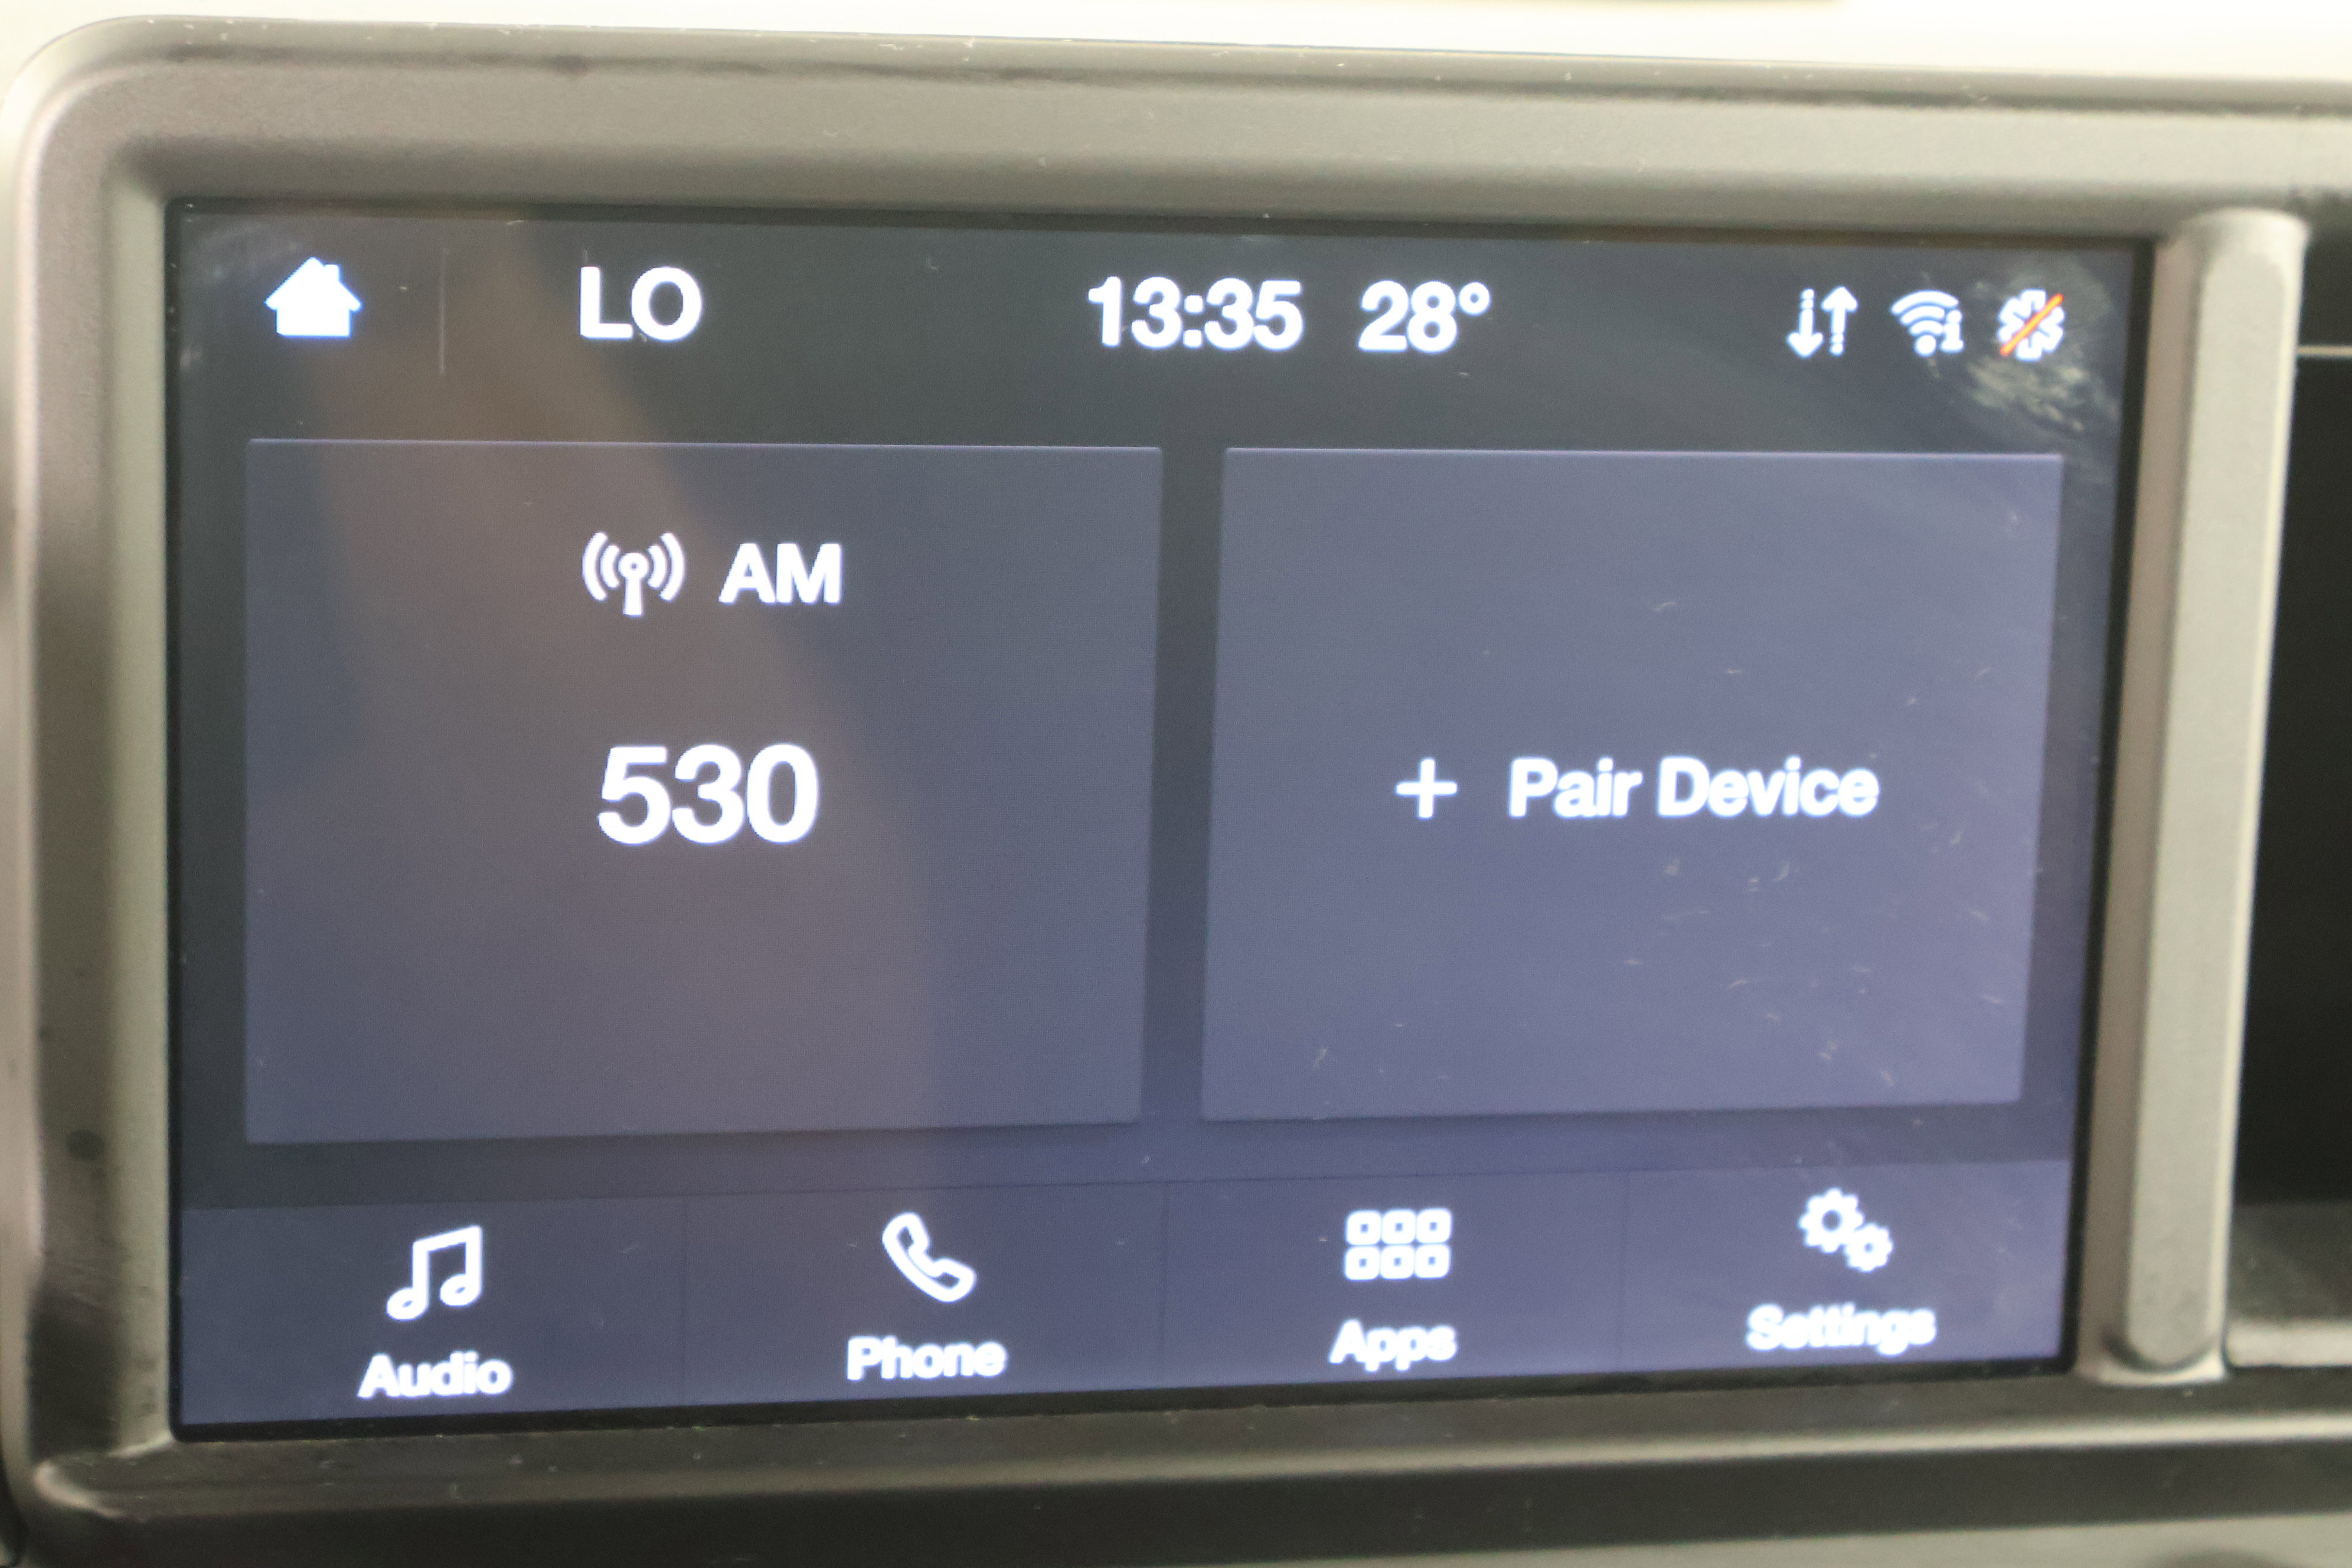 LO 13:35 28°
AM
530
+ Pair Device
Audio Phone Apps Settings